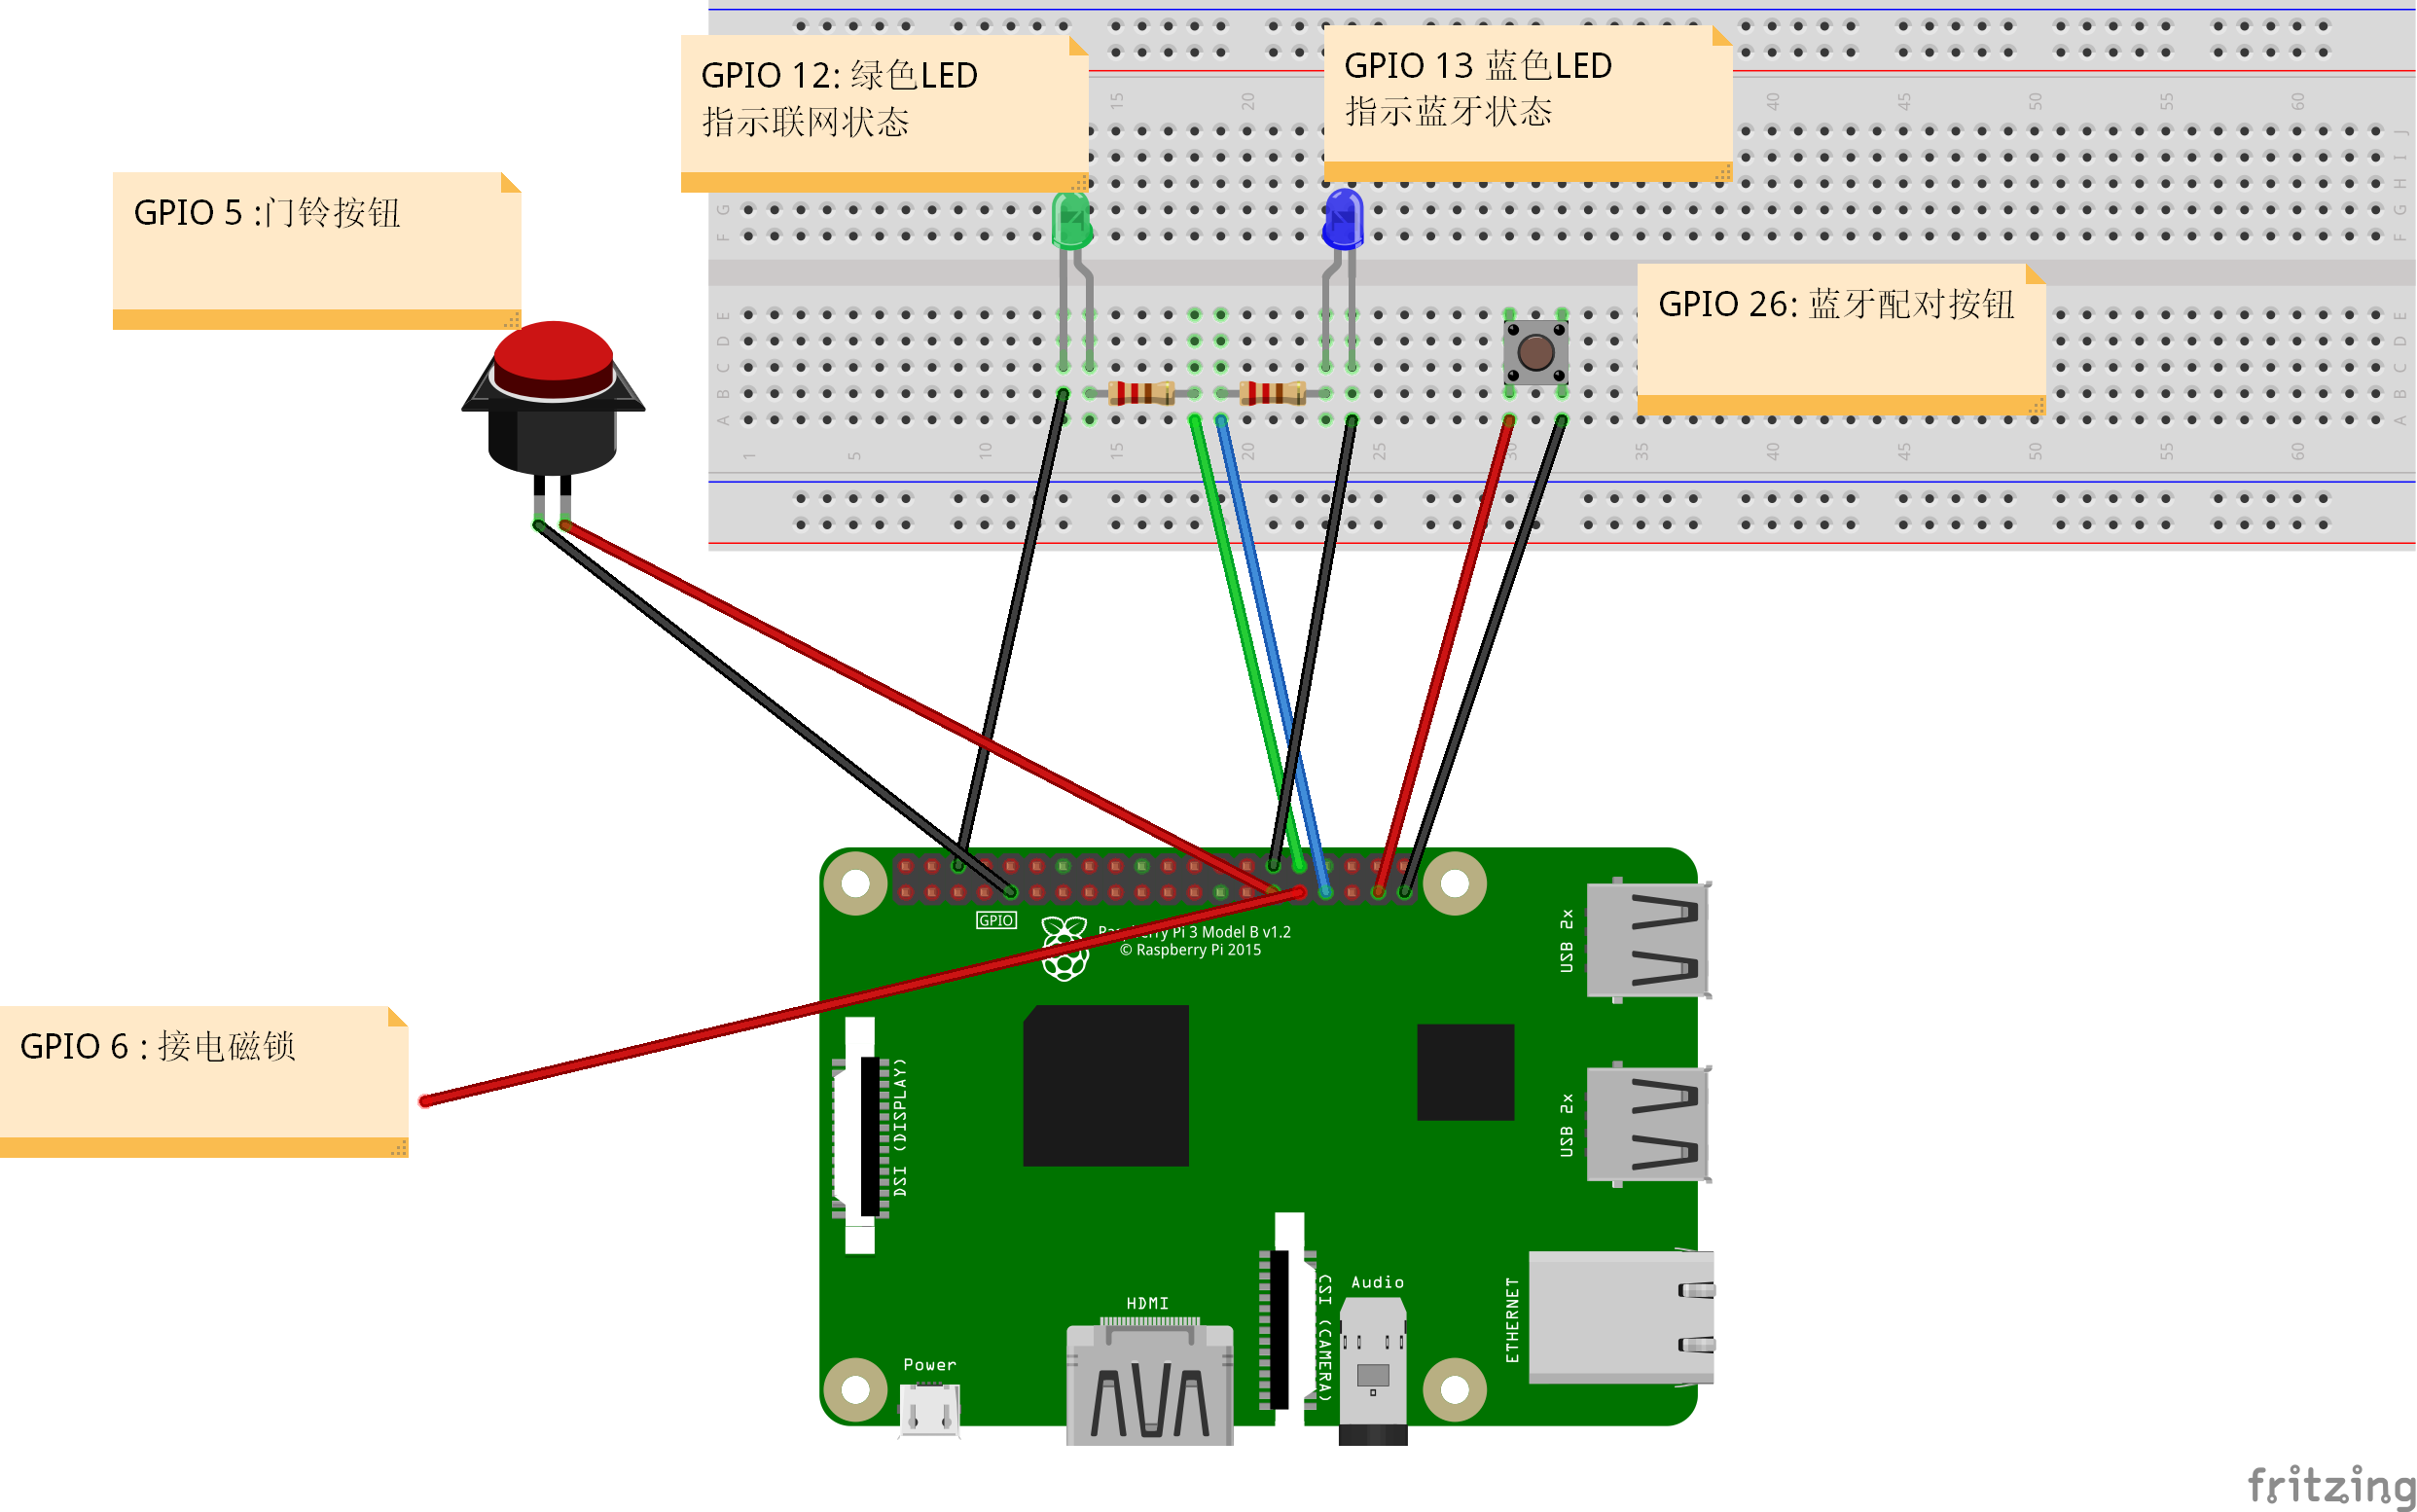 GPIO 12: 绿色LED
指示联网状态
GPIO 13 蓝色LED
指示蓝牙状态
GPIO 5 :门铃按钮
GPIO 26: 蓝牙配对按钮
15 20 40 45 50 55 60
J
I
H
G G
F F
E E
D D
C C
B B
A A
1 5 10 15 20 25 30 35 40 45 50 55 60
GPIO
Raspberry Pi 3 Model B v1.2
© Raspberry Pi 2015
USB 2x
GPIO 6 : 接电磁锁
DSI (DISPLAY)
USB 2x
HDMI
CSI (CAMERA)
Audio
ETHERNET
Power
fritzing